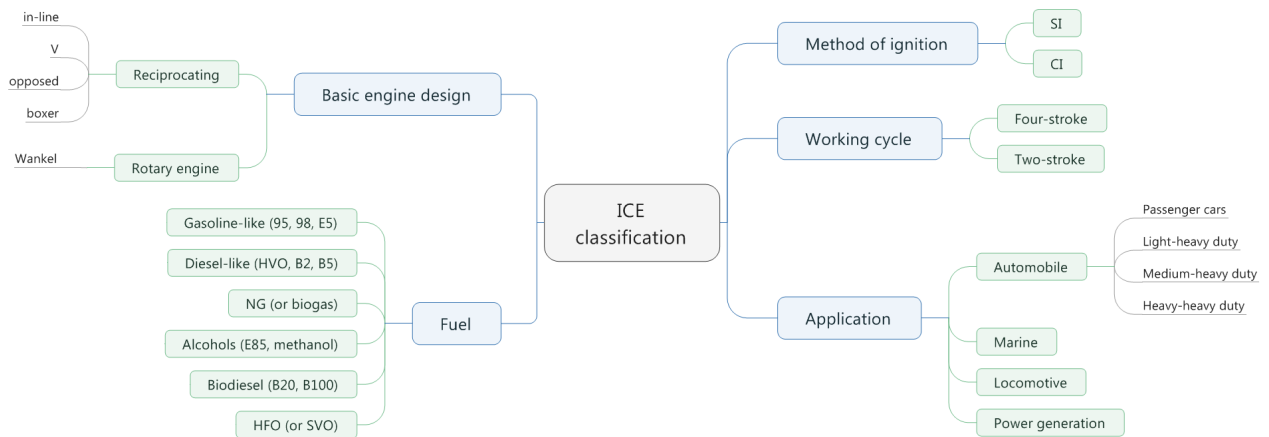 ICE
classification
Basic engine design
Reciprocating
in-line
V
opposed
boxer
Rotary engine
Wankel
Fuel
Gasoline-like (95, 98, E5)
Diesel-like (HVO, B2, B5)
NG (or biogas)
Alcohols (E85, methanol)
Biodiesel (B20, B100)
HFO (or SVO)
Method of ignition
SI
CI
Working cycle
Four-stroke
Two-stroke
Application
Automobile
Passenger cars
Light-heavy duty
Medium-heavy duty
Heavy-heavy duty
Marine
Locomotive
Power generation